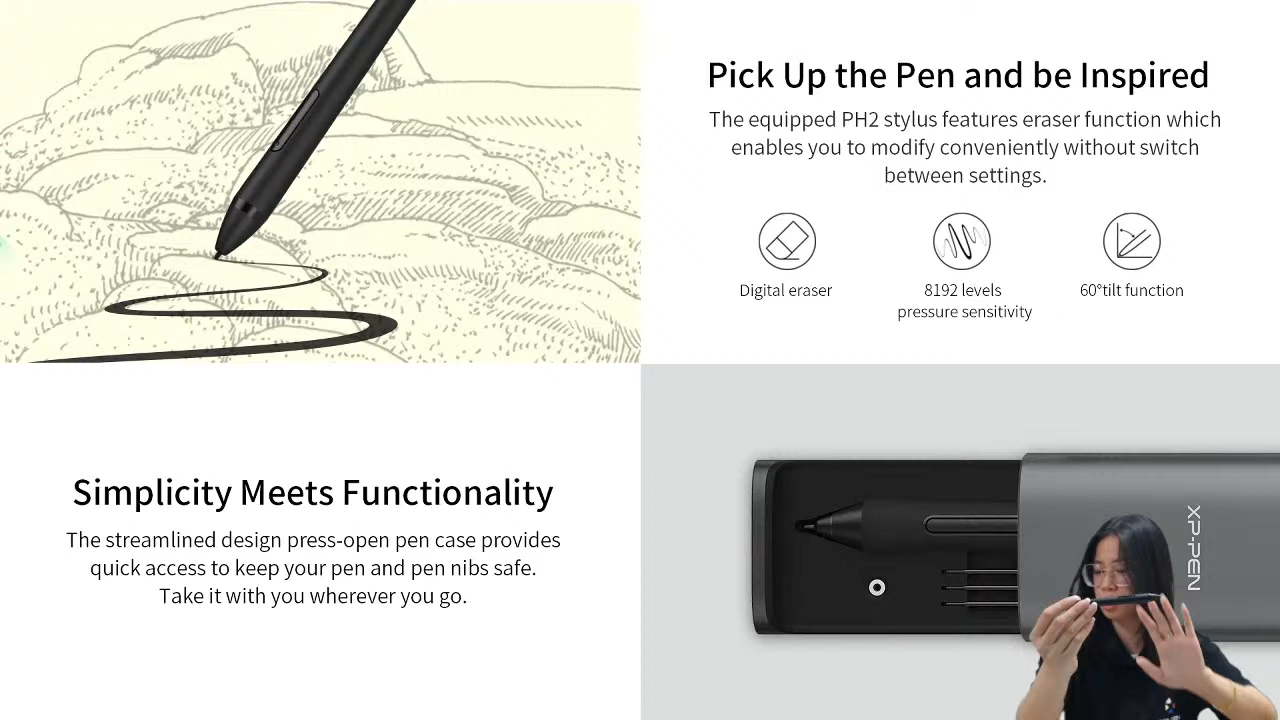 Pick Up the Pen and be Inspired
The equipped PH2 stylus features eraser function which
enables you to modify conveniently without switch
between settings.
Digital eraser
8192 levels
pressure sensitivity
60°tilt function
Simplicity Meets Functionality
The streamlined design press-open pen case provides
quick access to keep your pen and pen nibs safe.
Take it with you wherever you go.
XP-PEN